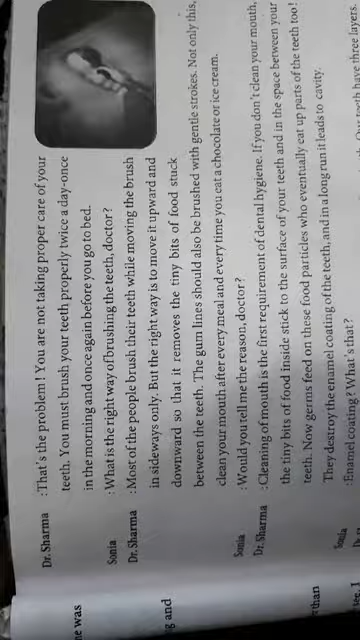 Dr. Sharma : That's the problem! You are not taking proper care of your
teeth. You must brush your teeth properly twice a day-once
in the morning and once again before you go to bed.
Sonia : What is the right way of brushing the teeth, doctor?
Dr. Sharma : Most of the people brush their teeth while moving the brush
in sideways only. But the right way is to move it upward and
downward so that it removes the tiny bits of food stuck
between the teeth. The gum lines should also be brushed with gentle strokes. Not only this,
clean your mouth after every meal and every time you eat a chocolate or ice cream.
Sonia : Would you tell me the reason, doctor?
Dr. Sharma : Cleaning of mouth is the first requirement of dental hygiene. If you don't clean your mouth,
the tiny bits of food inside stick to the surface of your teeth and in the space between your
teeth. Now germs feed on these food particles who eventually eat up parts of the teeth too!
They destroy the enamel coating of the teeth, and in a long run it leads to cavity.
Sonia : Enamel coating? What's that?
teeth have three layers.
ne was
g and
than